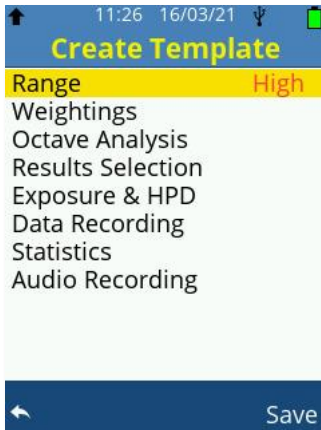 11:26 16/03/21
Create Template
Range High
Weightings
Octave Analysis
Results Selection
Exposure & HPD
Data Recording
Statistics
Audio Recording
Save